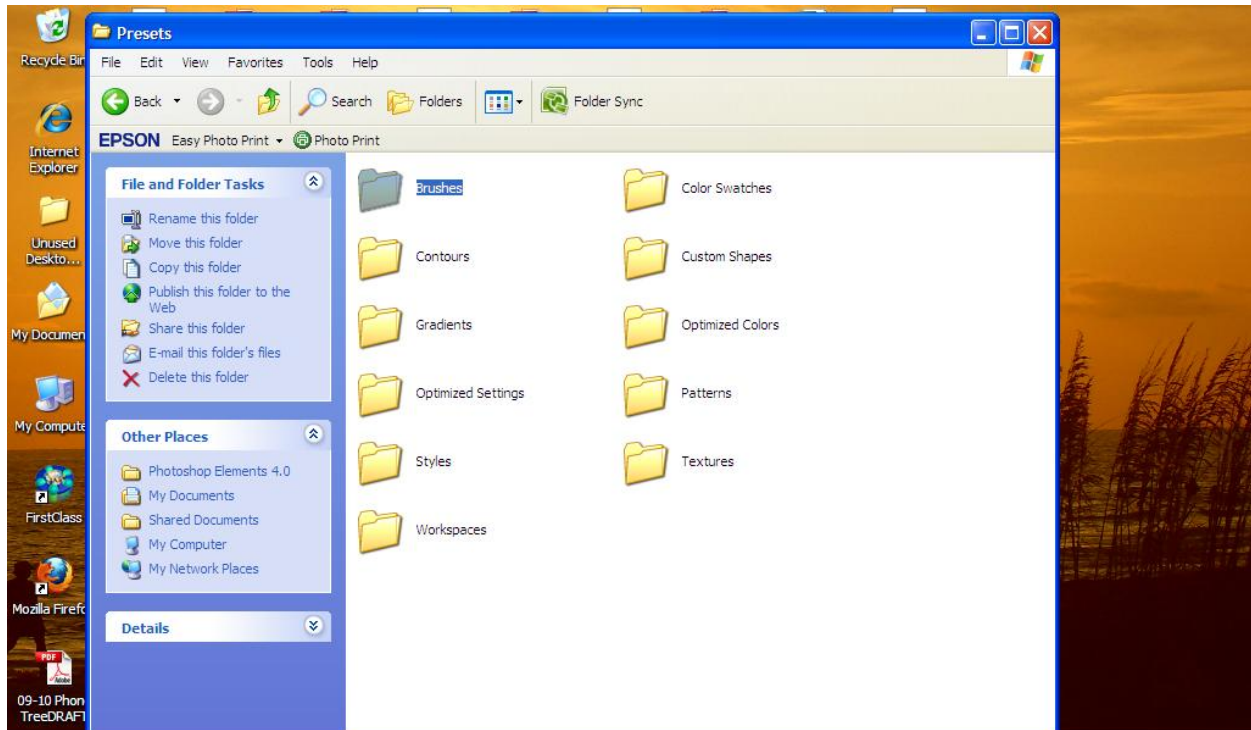 Presets
File Edit View Favorites Tools Help
Back Search Folders Folder Sync
EPSON Easy Photo Print Photo Print
File and Folder Tasks
Rename this folder
Move this folder
Copy this folder
Publish this folder to the
Web
Share this folder
E-mail this folder's files
Delete this folder
Other Places
Photoshop Elements 4.0
My Documents
Shared Documents
My Computer
My Network Places
Details
Brushes Color Swatches
Contours Custom Shapes
Gradients Optimized Colors
Optimized Settings Patterns
Styles Textures
Workspaces
Recycle Bin
Internet
Explorer
Unused
Deskto...
My Documen
My Compute
FirstClass
Mozilla Firefo
PDF
Adobe
09-10 Phon
TreeDRAFT